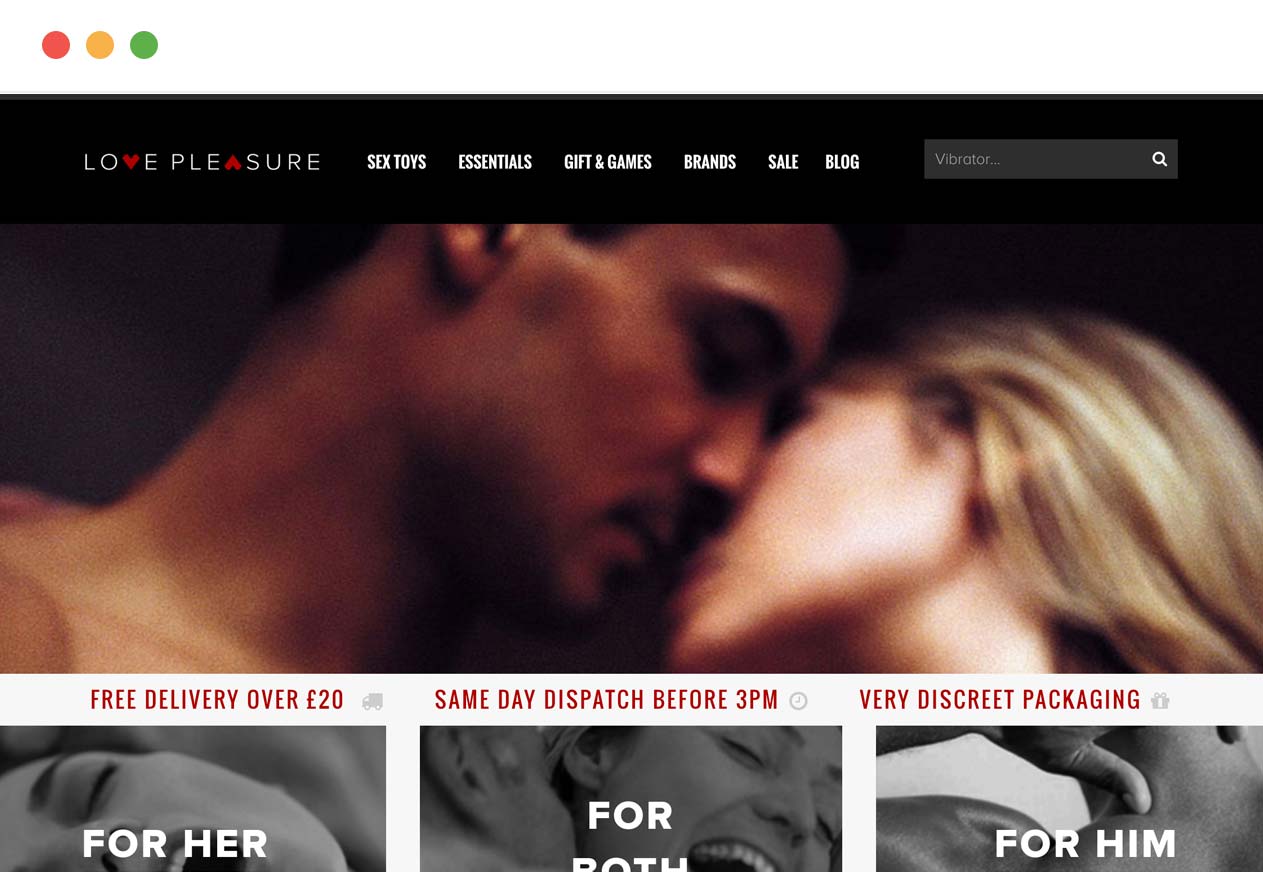 LOVE PLEASURE
SEX TOYS ESSENTIALS GIFT & GAMES BRANDS SALE BLOG
Vibrator...
FREE DELIVERY OVER £20
SAME DAY DISPATCH BEFORE 3PM
VERY DISCREET PACKAGING
FOR HER
FOR
BOTH
FOR HIM